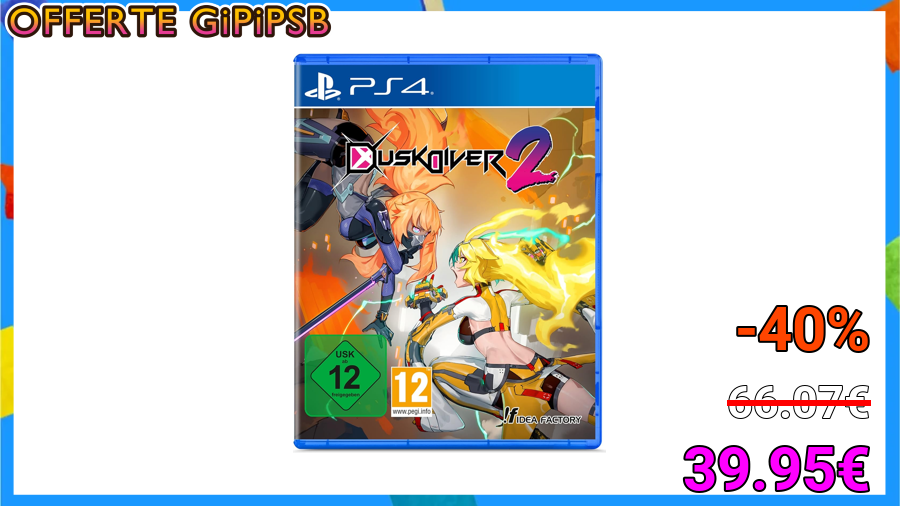 OFFERTE GiPiPSB
PS4
DUSKDIVER 2
USK
ab
12
freigegeben
12
www.pegi.info
IF IDEA FACTORY
-40%
66.07€
39.95€